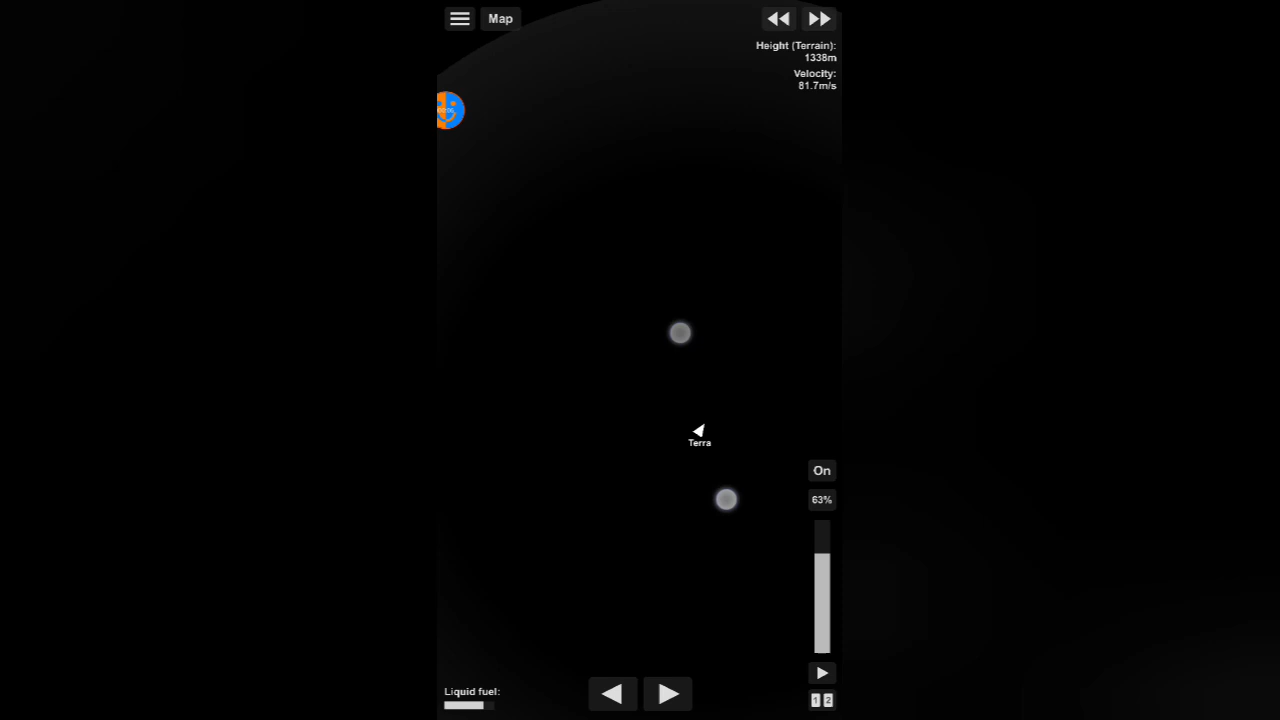 Map
Height (Terrain):
1338m
Velocity:
81.7m/s
Terra
On
63%
1 2
Liquid fuel: